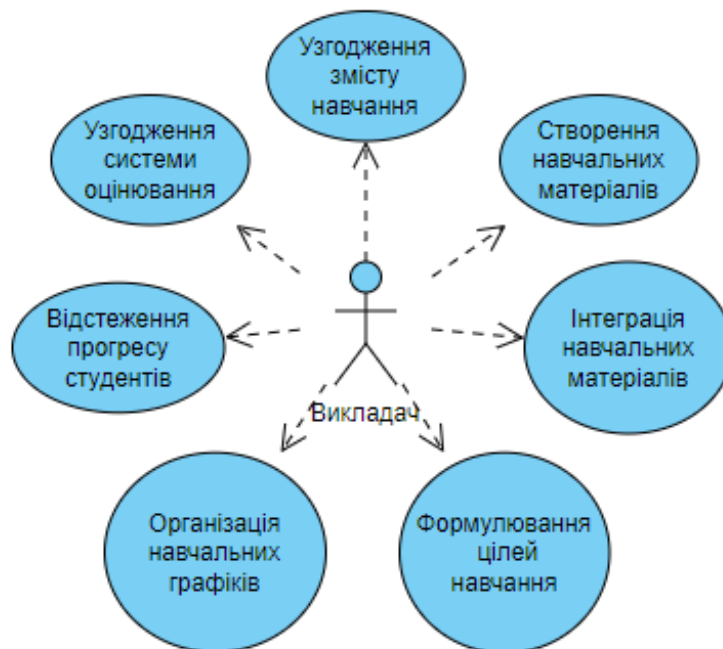 Узгодження
змісту
навчання
Узгодження
системи
оцінювання
Створення
навчальних
матеріалів
Відстеження
прогресу
студентів
Інтеграція
навчальних
матеріалів
Викладач
Організація
навчальних
графіків
Формулювання
цілей
навчання